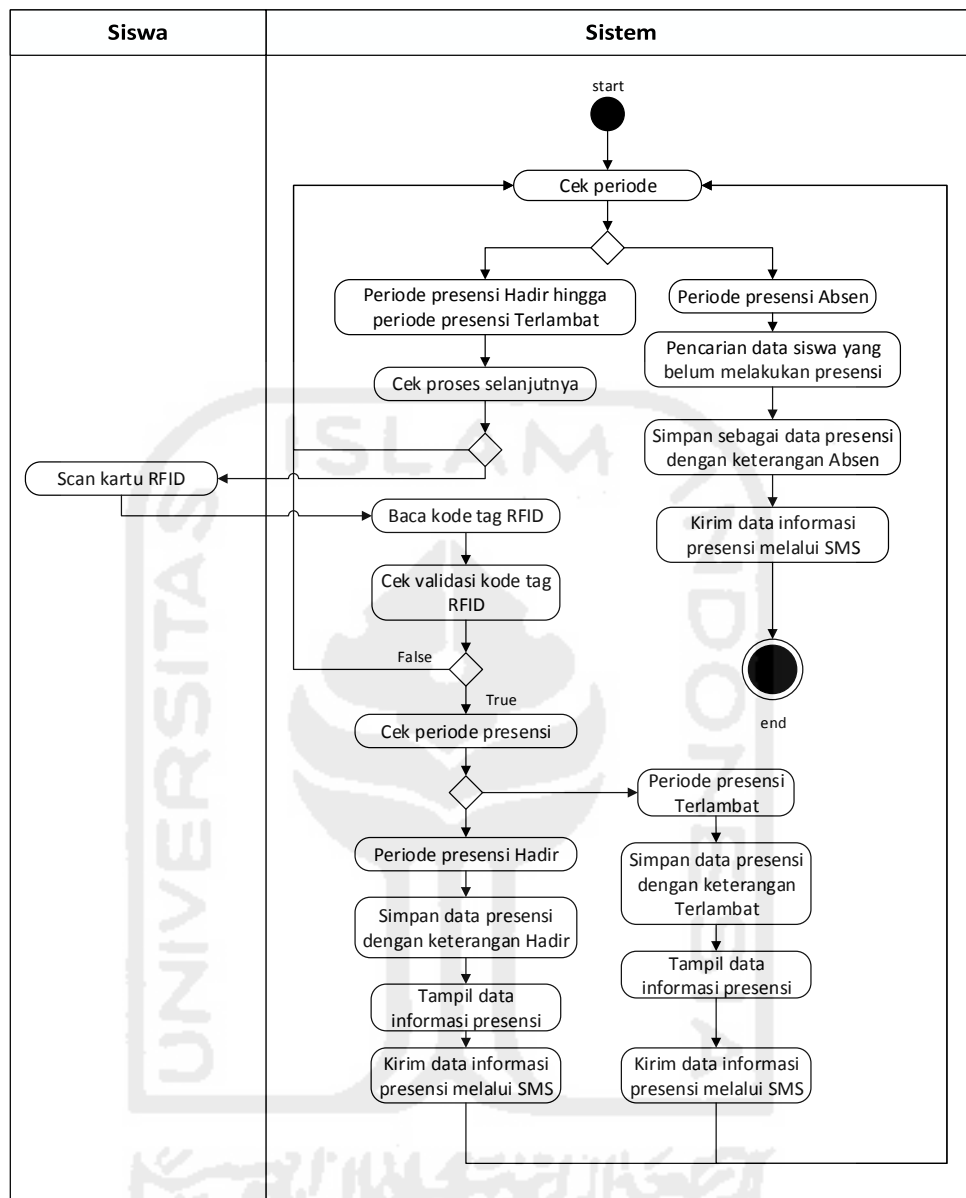 Siswa
Sistem
start
Cek periode
Periode presensi Hadir hingga
periode presensi Terlambat
Periode presensi Absen
Cek proses selanjutnya
Pencarian data siswa yang
belum melakukan presensi
Simpan sebagai data presensi
dengan keterangan Absen
Scan kartu RFID
Baca kode tag RFID
Kirim data informasi
presensi melalui SMS
Cek validasi kode tag
RFID
False
True
end
Cek periode presensi
Periode presensi
Terlambat
Periode presensi Hadir
Simpan data presensi
dengan keterangan
Terlambat
Simpan data presensi
dengan keterangan Hadir
Tampil data
informasi presensi
Tampil data
informasi presensi
Kirim data informasi
presensi melalui SMS
Kirim data informasi
presensi melalui SMS
UNIVERSITAS
ISLAM
INDONESIA